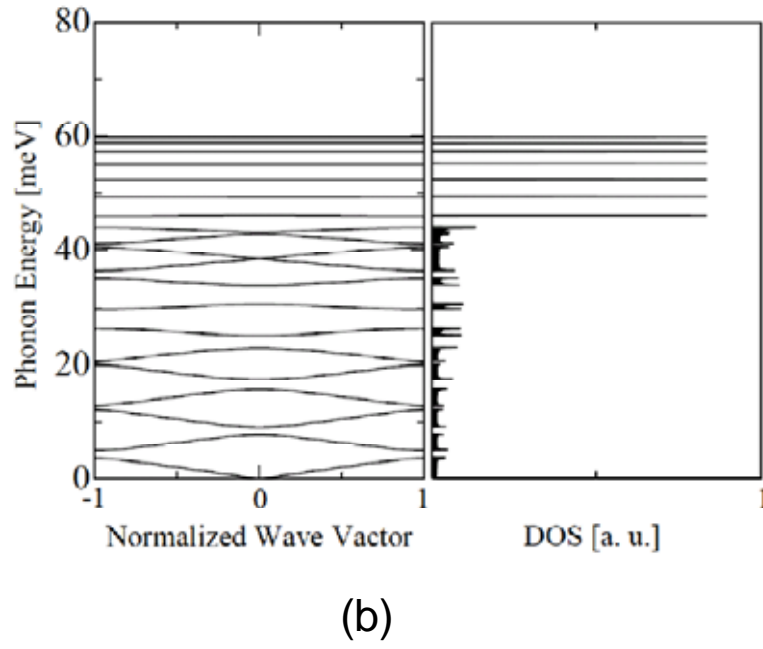 80
60
40
20
0
Phonon Energy [meV]
-1 0 1 1
Normalized Wave Vactor DOS [a. u.]
(b)